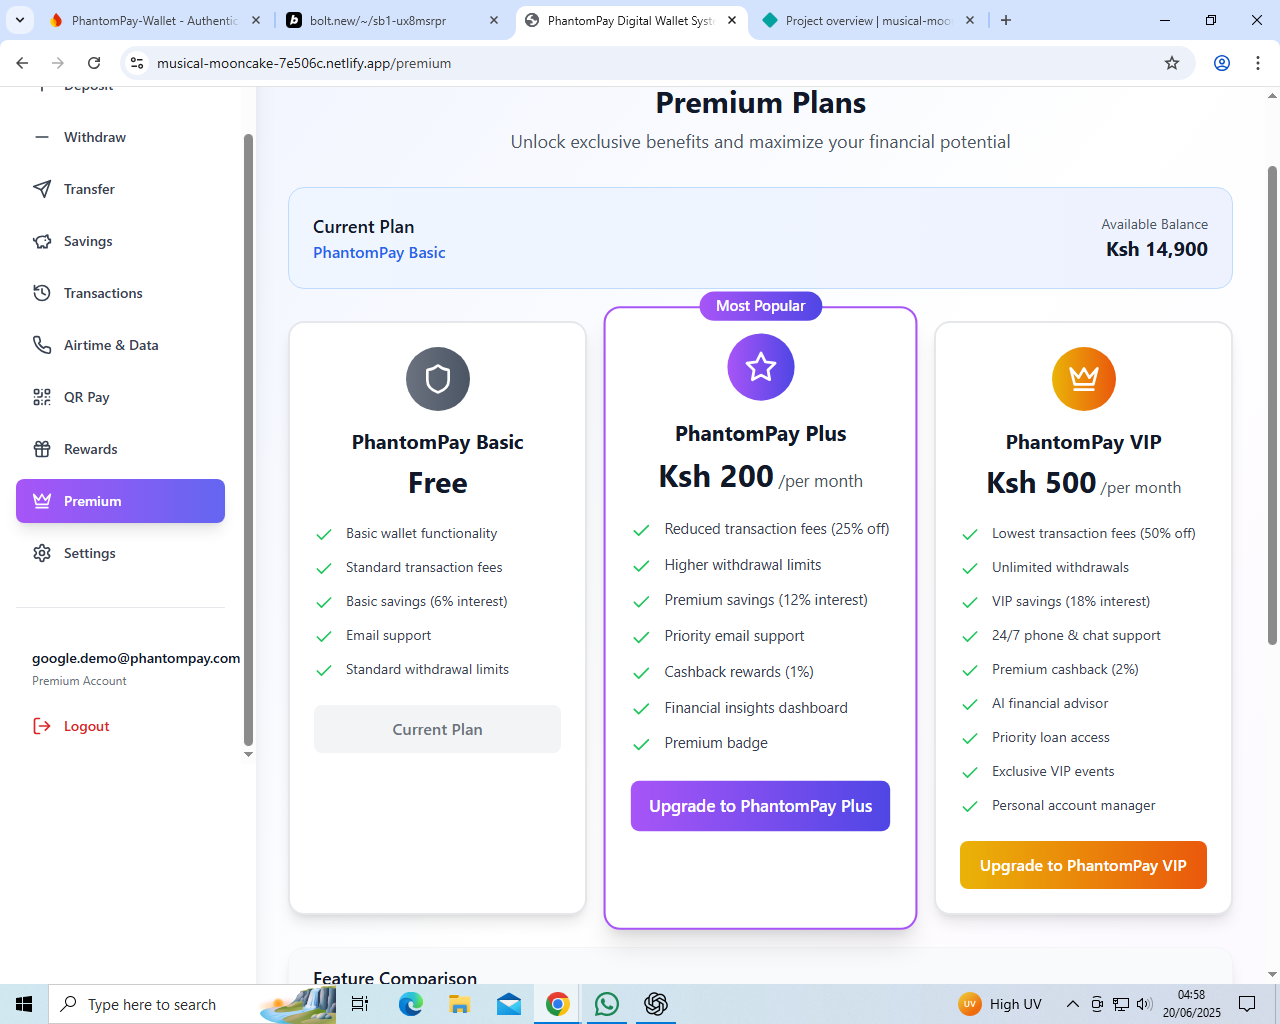 PhantomPay-Wallet - Authentic
bolt.new/~/sb1-ux8msrpr
PhantomPay Digital Wallet Syst
Project overview | musical-moo
musical-mooncake-7e506c.netlify.app/premium
Deposit
Withdraw
Transfer
Savings
Transactions
Airtime & Data
QR Pay
Rewards
Premium
Settings
google.demo@phantompay.com
Premium Account
Logout
Premium Plans
Unlock exclusive benefits and maximize your financial potential
Current Plan
PhantomPay Basic
Available Balance
Ksh 14,900
PhantomPay Basic
Free
Basic wallet functionality
Standard transaction fees
Basic savings (6% interest)
Email support
Standard withdrawal limits
Current Plan
Most Popular
PhantomPay Plus
Ksh 200 /per month
Reduced transaction fees (25% off)
Higher withdrawal limits
Premium savings (12% interest)
Priority email support
Cashback rewards (1%)
Financial insights dashboard
Premium badge
Upgrade to PhantomPay Plus
PhantomPay VIP
Ksh 500 /per month
Lowest transaction fees (50% off)
Unlimited withdrawals
VIP savings (18% interest)
24/7 phone & chat support
Premium cashback (2%)
AI financial advisor
Priority loan access
Exclusive VIP events
Personal account manager
Upgrade to PhantomPay VIP
Feature Comparison
Type here to search
UV
High UV
04:58
20/06/2025